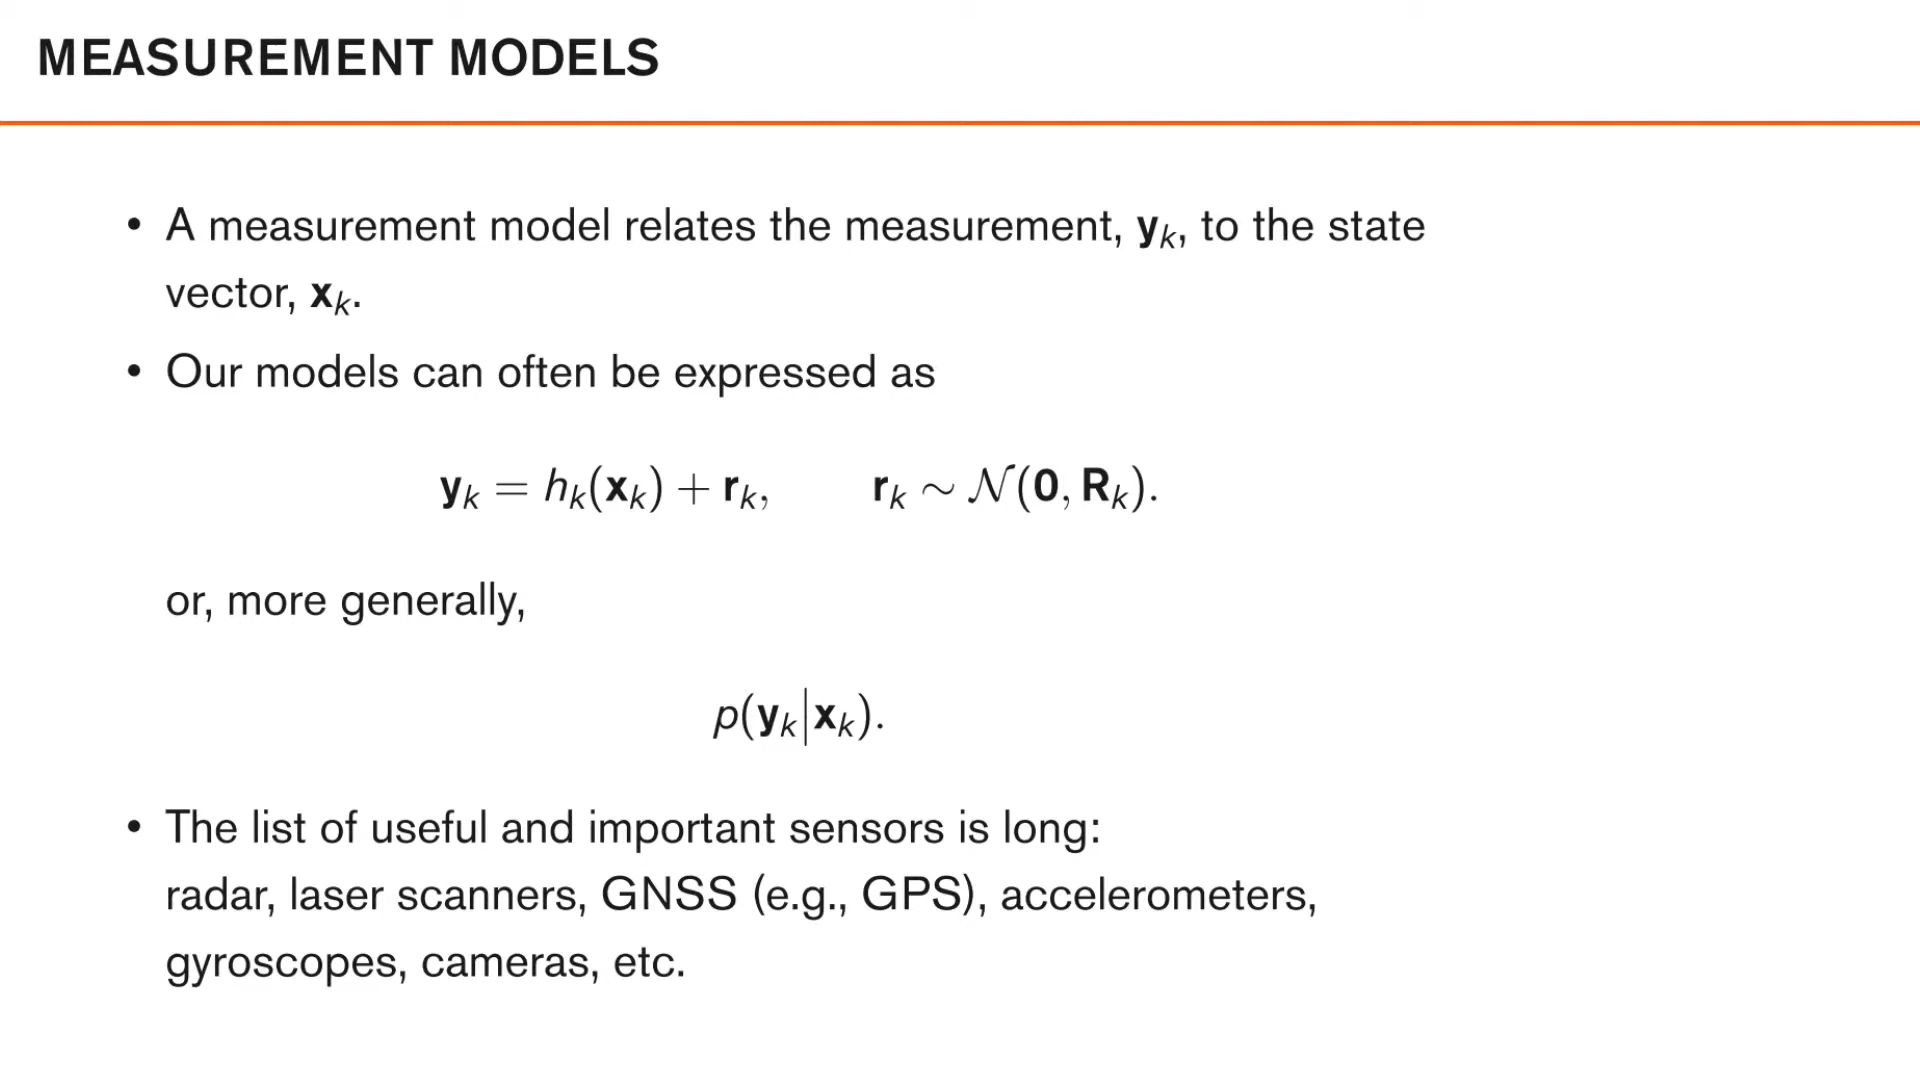 MEASUREMENT MODELS
• A measurement model relates the measurement, yₖ, to the state
vector, xₖ.
• Our models can often be expressed as
yₖ = hₖ(xₖ) + rₖ, rₖ ∼ 𝒩(0, Rₖ).
or, more generally,
p(yₖ|xₖ).
• The list of useful and important sensors is long:
radar, laser scanners, GNSS (e.g., GPS), accelerometers,
gyroscopes, cameras, etc.